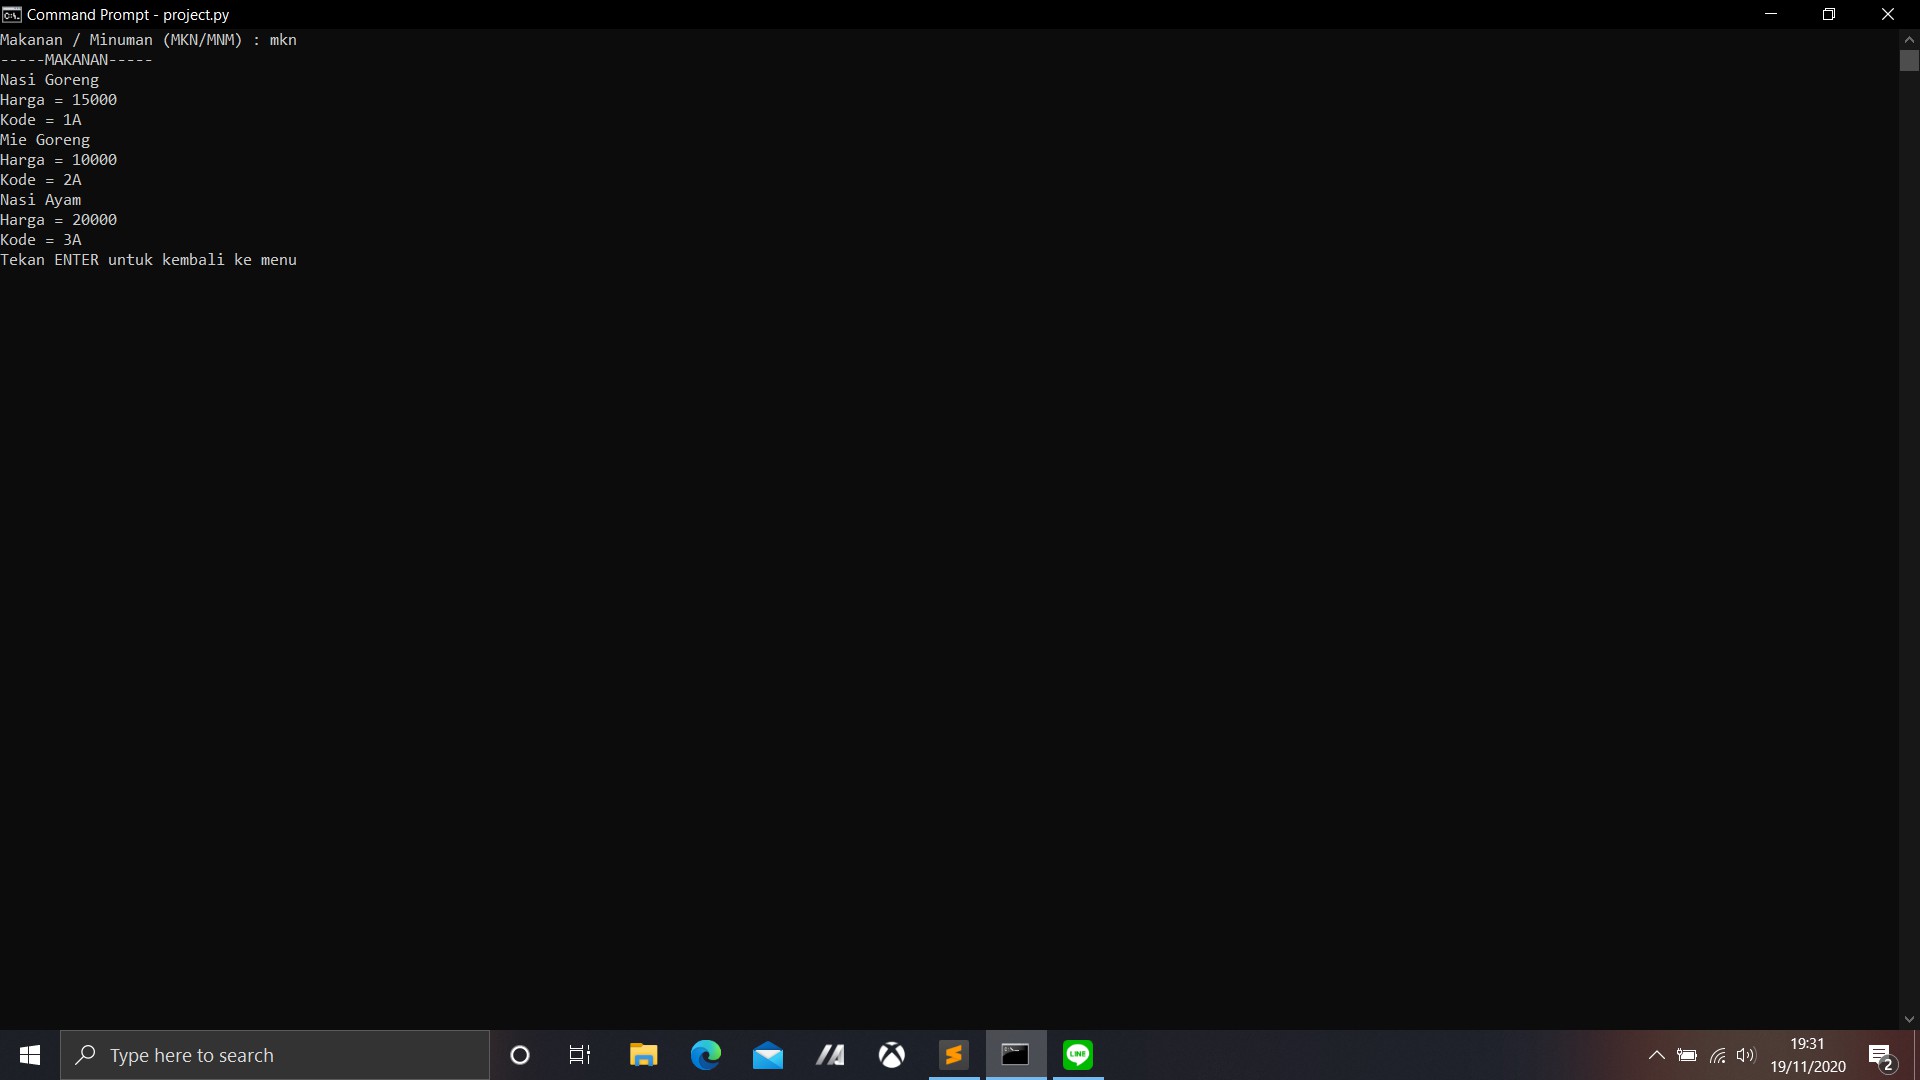 Command Prompt - project.py
Makanan / Minuman (MKN/MNM) : mkn
-----MAKANAN-----
Nasi Goreng
Harga = 15000
Kode = 1A
Mie Goreng
Harga = 10000
Kode = 2A
Nasi Ayam
Harga = 20000
Kode = 3A
Tekan ENTER untuk kembali ke menu
Type here to search
LINE
19:31
19/11/2020
2